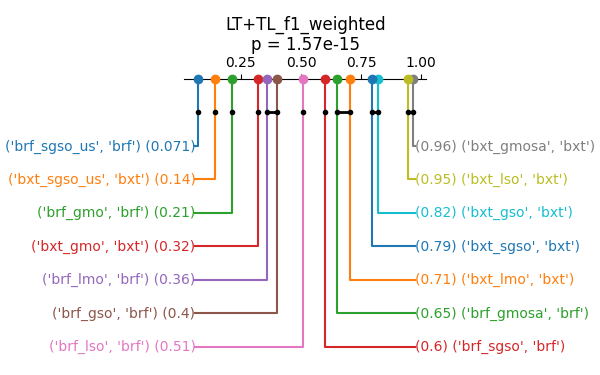 LT+TL_f1_weighted
p = 1.57e-15
0.25 0.50 0.75 1.00
('brf_sgso_us', 'brf') (0.071) (0.96) ('bxt_gmosa', 'bxt')
('bxt_sgso_us', 'bxt') (0.14) (0.95) ('bxt_lso', 'bxt')
('brf_gmo', 'brf') (0.21) (0.82) ('bxt_gso', 'bxt')
('bxt_gmo', 'bxt') (0.32) (0.79) ('bxt_sgso', 'bxt')
('brf_lmo', 'brf') (0.36) (0.71) ('bxt_lmo', 'bxt')
('brf_gso', 'brf') (0.4) (0.65) ('brf_gmosa', 'brf')
('brf_lso', 'brf') (0.51) (0.6) ('brf_sgso', 'brf')